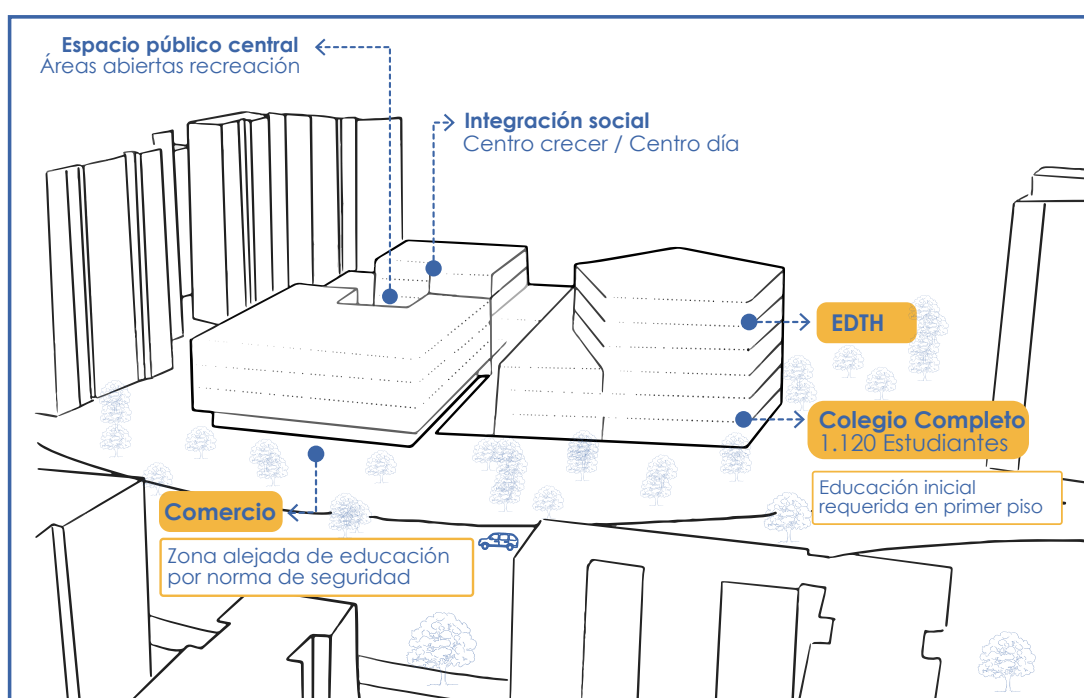 Espacio público central
Áreas abiertas recreación
Integración social
Centro crecer / Centro día
EDTH
Colegio Completo
1.120 Estudiantes
Educación inicial
requerida en primer piso
Comercio
Zona alejada de educación
por norma de seguridad